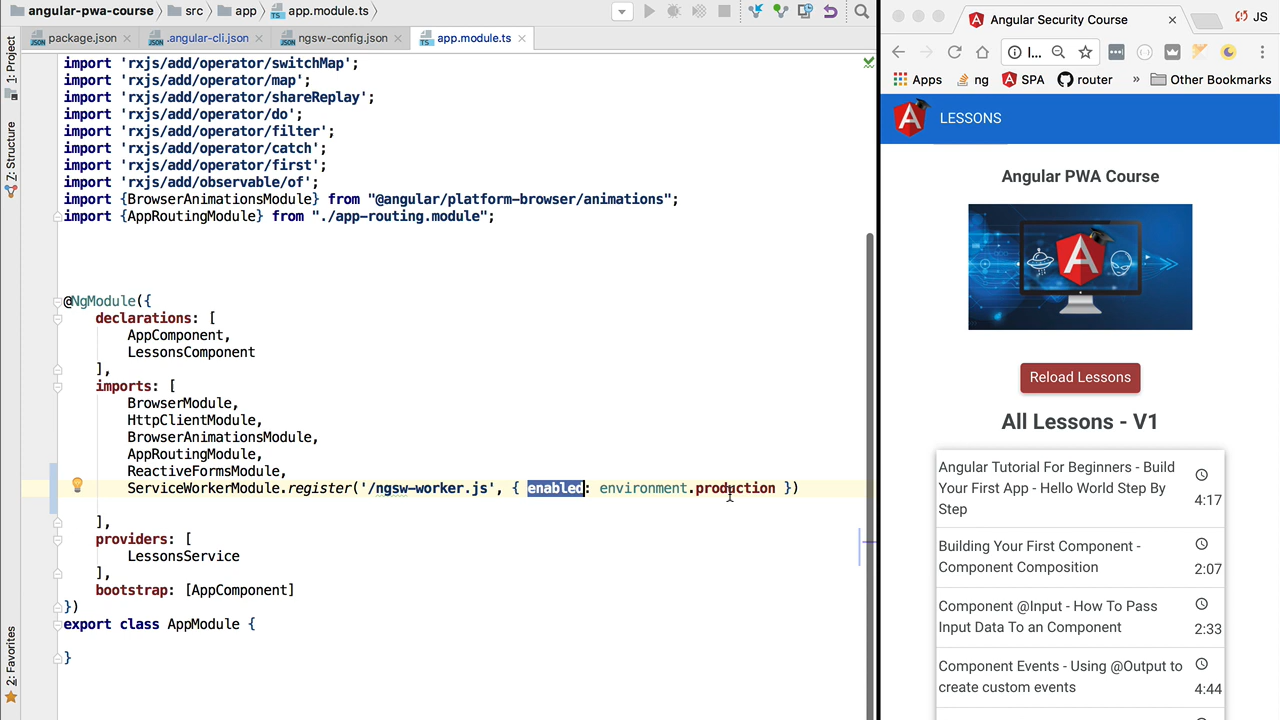 angular-pwa-course
src
app
app.module.ts
package.json
.angular-cli.json
ngsw-config.json
app.module.ts
1: Project
Z: Structure
2: Favorites
import 'rxjs/add/operator/switchMap';
import 'rxjs/add/operator/map';
import 'rxjs/add/operator/shareReplay';
import 'rxjs/add/operator/do';
import 'rxjs/add/operator/filter';
import 'rxjs/add/operator/catch';
import 'rxjs/add/operator/first';
import 'rxjs/add/observable/of';
import {BrowserAnimationsModule} from "@angular/platform-browser/animations";
import {AppRoutingModule} from "./app-routing.module";
@NgModule({
declarations: [
AppComponent,
LessonsComponent
],
imports: [
BrowserModule,
HttpClientModule,
BrowserAnimationsModule,
AppRoutingModule,
ReactiveFormsModule,
ServiceWorkerModule.register('/ngsw-worker.js', { enabled: environment.production })
],
providers: [
LessonsService
],
bootstrap: [AppComponent]
})
export class AppModule {
}
Angular Security Course
JS
l...
Apps
ng
SPA
router
»
Other Bookmarks
LESSONS
Angular PWA Course
Reload Lessons
All Lessons - V1
Angular Tutorial For Beginners - Build
Your First App - Hello World Step By
Step
4:17
Building Your First Component -
Component Composition
2:07
Component @Input - How To Pass
Input Data To an Component
2:33
Component Events - Using @Output to
create custom events
4:44